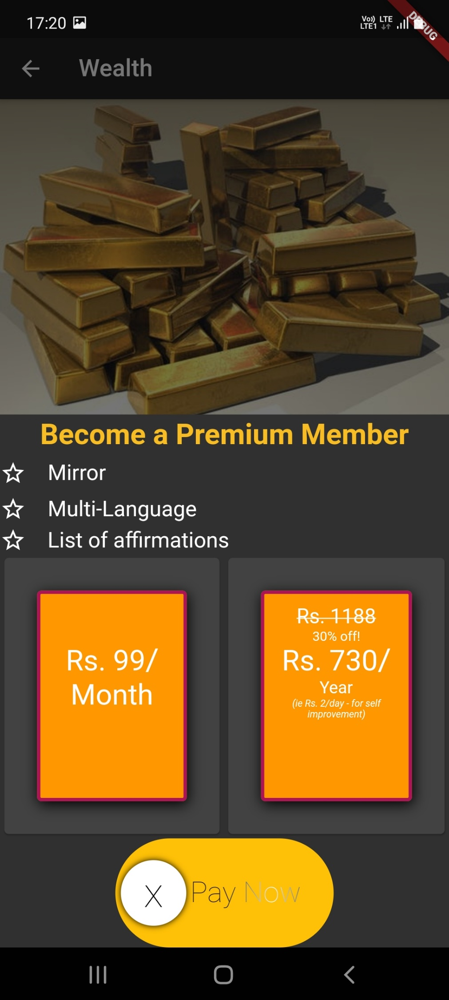 17:20
Vo)) LTE
LTE1
DEBUG
Wealth
Become a Premium Member
Mirror
Multi-Language
List of affirmations
Rs. 99/
Month
Rs. 1188
30% off!
Rs. 730/
Year
(ie Rs. 2/day - for self
improvement)
X Pay Now